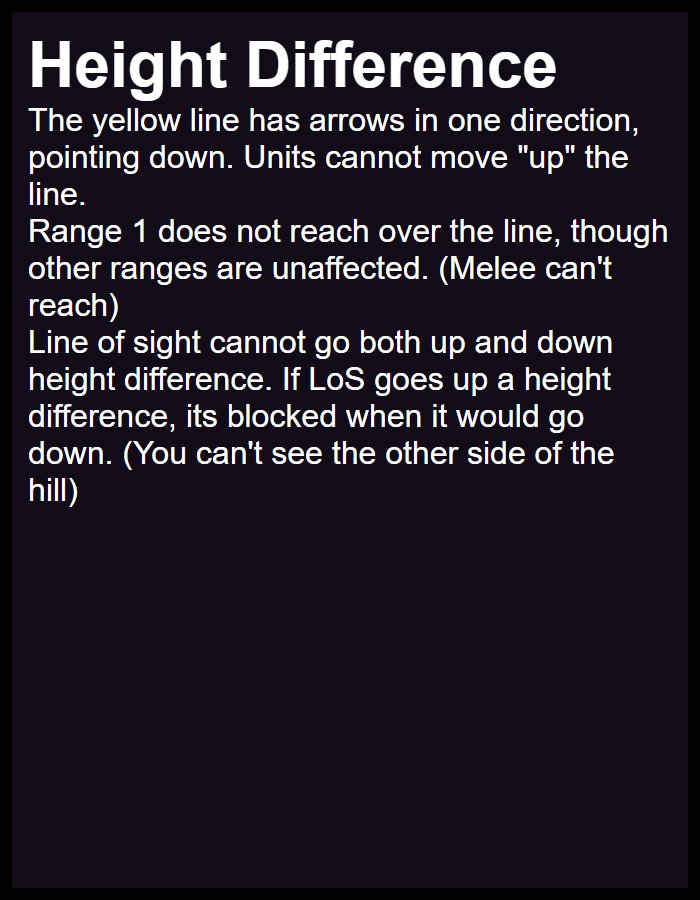 Height Difference
The yellow line has arrows in one direction,
pointing down. Units cannot move "up" the
line.
Range 1 does not reach over the line, though
other ranges are unaffected. (Melee can't
reach)
Line of sight cannot go both up and down
height difference. If LoS goes up a height
difference, its blocked when it would go
down. (You can't see the other side of the
hill)